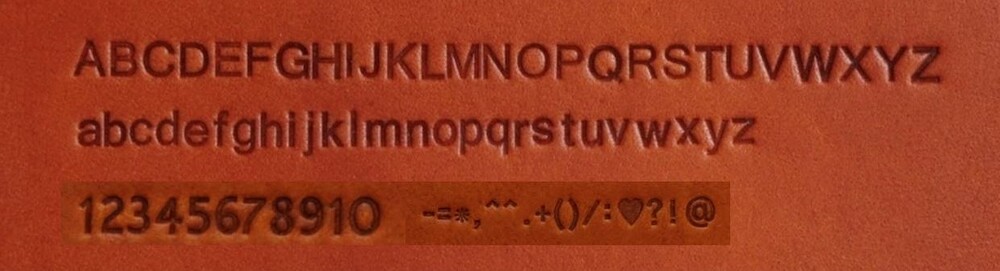 ABCDEFGHIJKLMNOPQRSTUVWXYZ
abcdefghijklmnopqrstuvwxyz
12345678910 -=*,^^.+()/:♥?!@